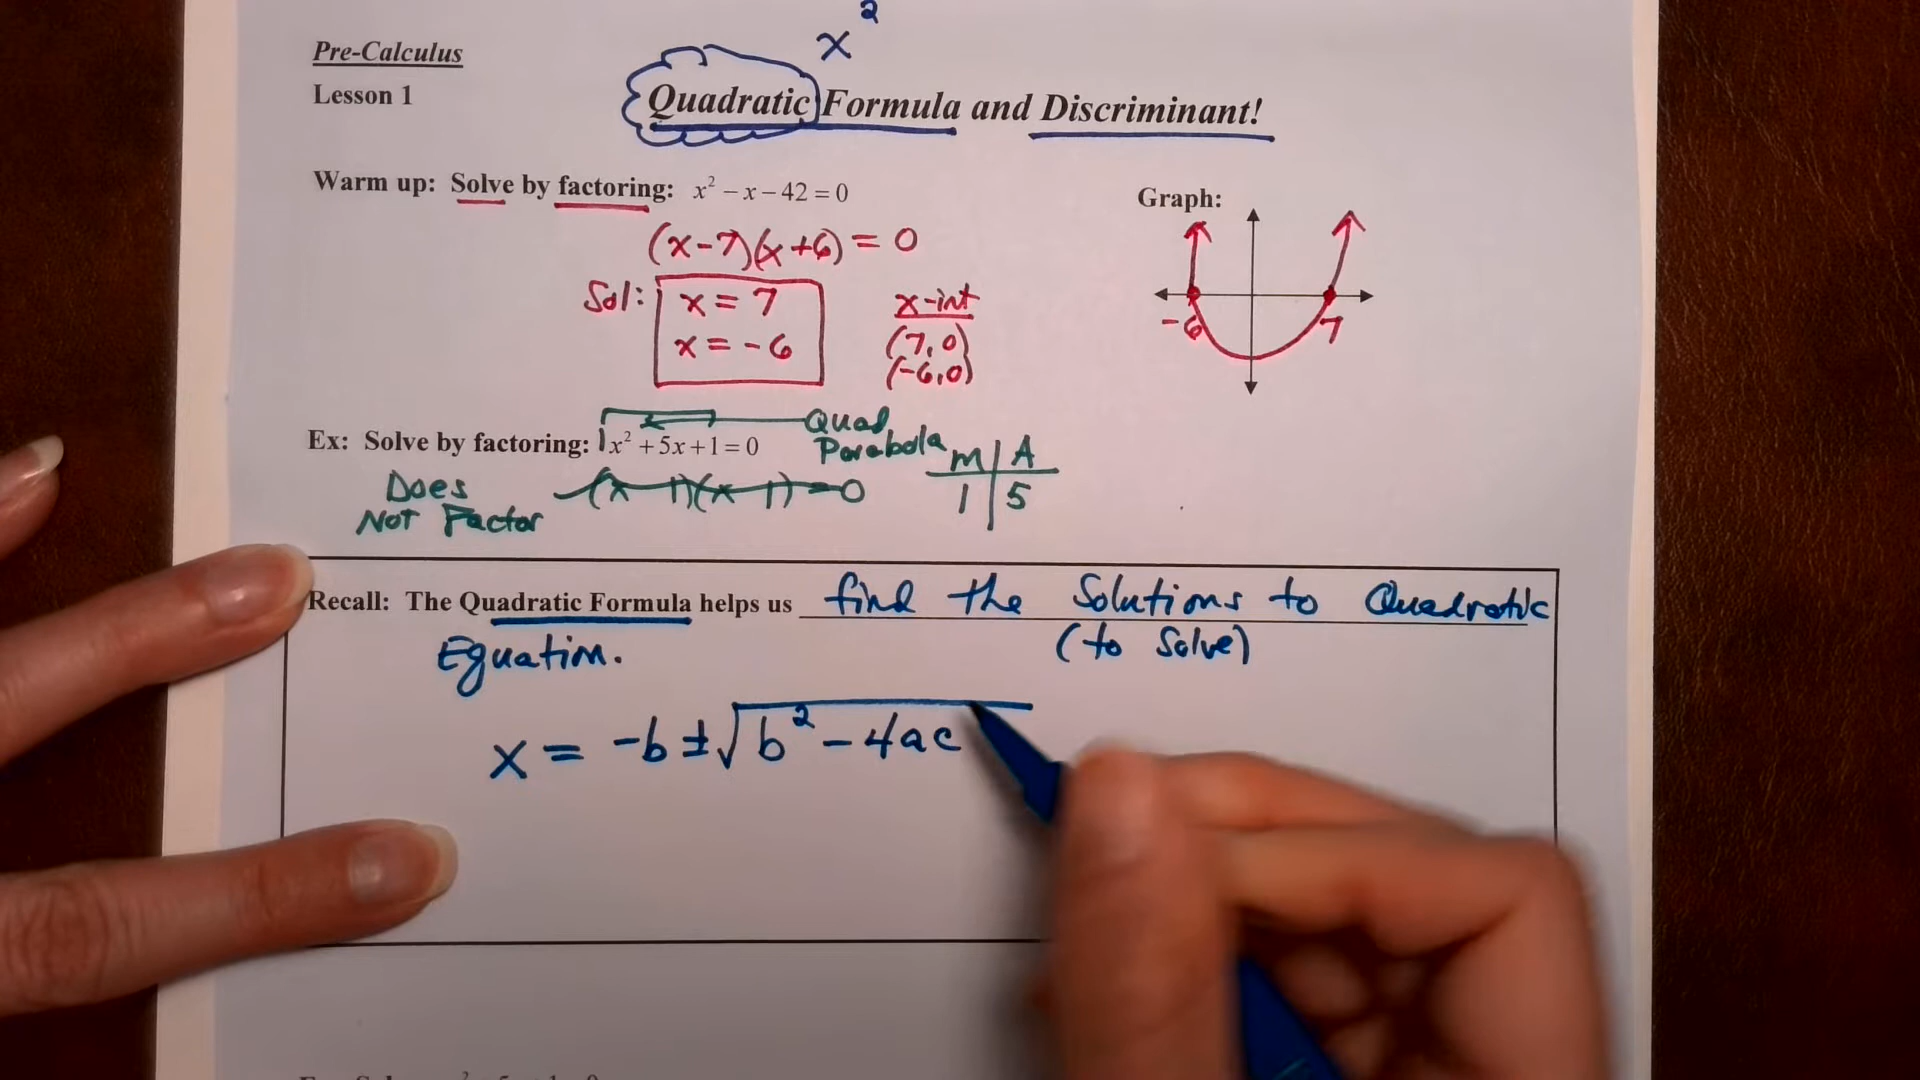 x²
Pre-Calculus
Lesson 1
Quadratic Formula and Discriminant!
Warm up: Solve by factoring: x² − x − 42 = 0
Graph:
(x-7)(x+6) = 0
Sol: x = 7
x = -6
x-int
(7,0)
(-6,0)
-6 7
Quad
Parabola
Ex: Solve by factoring: 1x² + 5x + 1 = 0
M | A
1 | 5
Does
Not Factor
(x 1)(x 1) = 0
Recall: The Quadratic Formula helps us find the Solutions to Quadratic
Equation. (to Solve)
x = -b ± √b² - 4ac